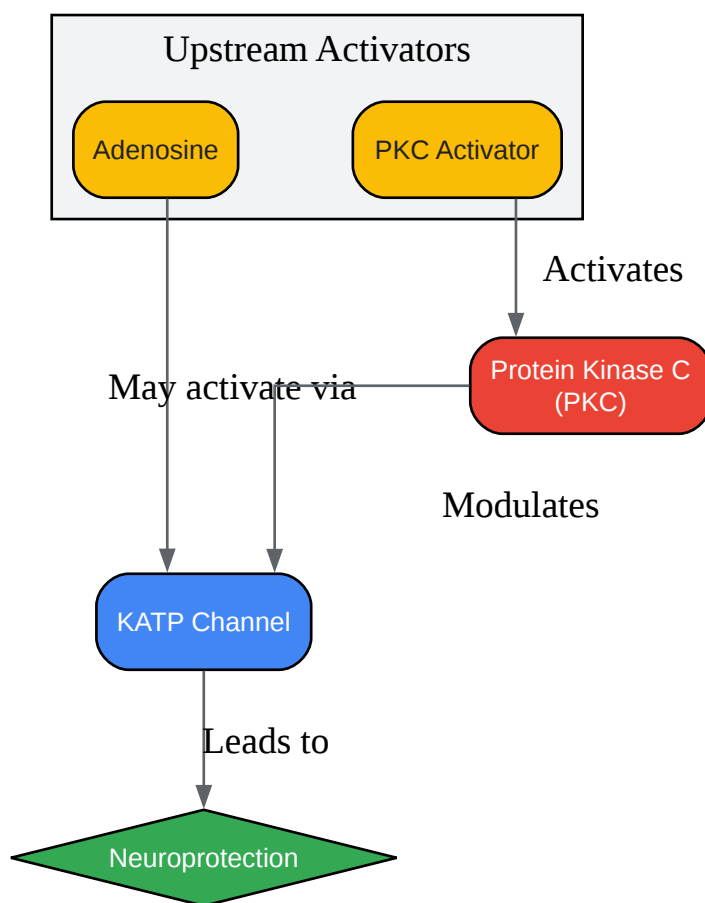 Upstream Activators
Adenosine
PKC Activator
Activates
May activate via
Protein Kinase C
(PKC)
Modulates
KATP Channel
Leads to
Neuroprotection